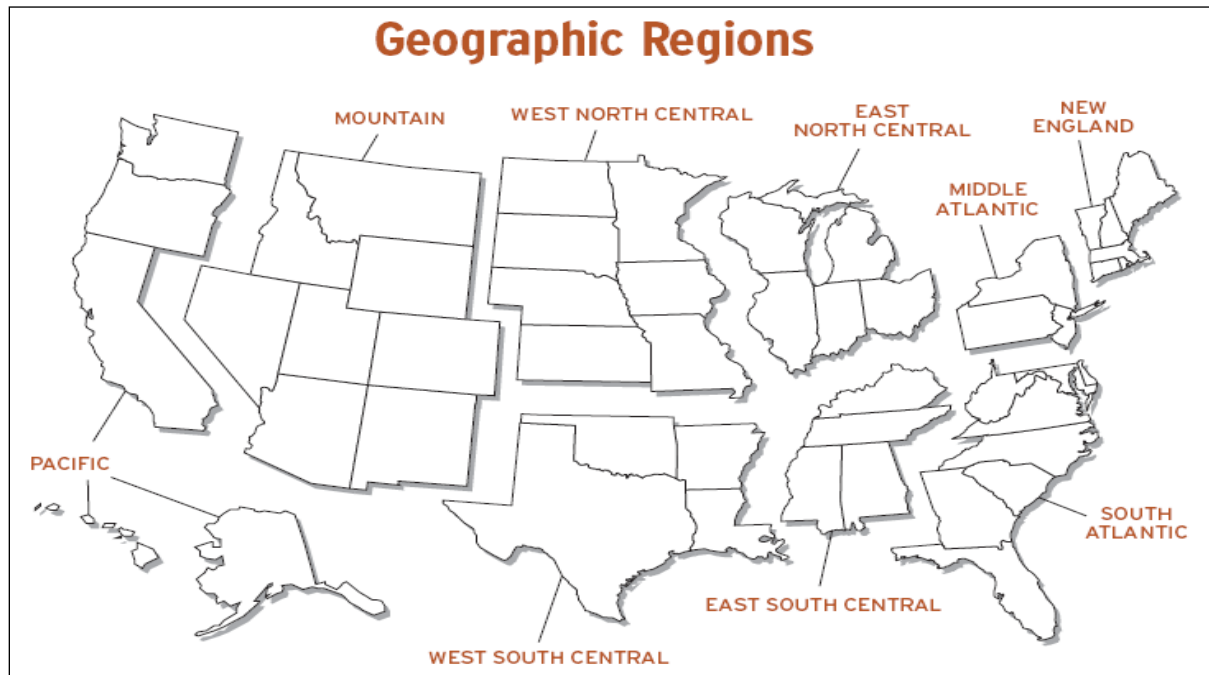 Geographic Regions
MOUNTAIN
WEST NORTH CENTRAL
EAST
NORTH CENTRAL
NEW
ENGLAND
MIDDLE
ATLANTIC
PACIFIC
SOUTH
ATLANTIC
EAST SOUTH CENTRAL
WEST SOUTH CENTRAL